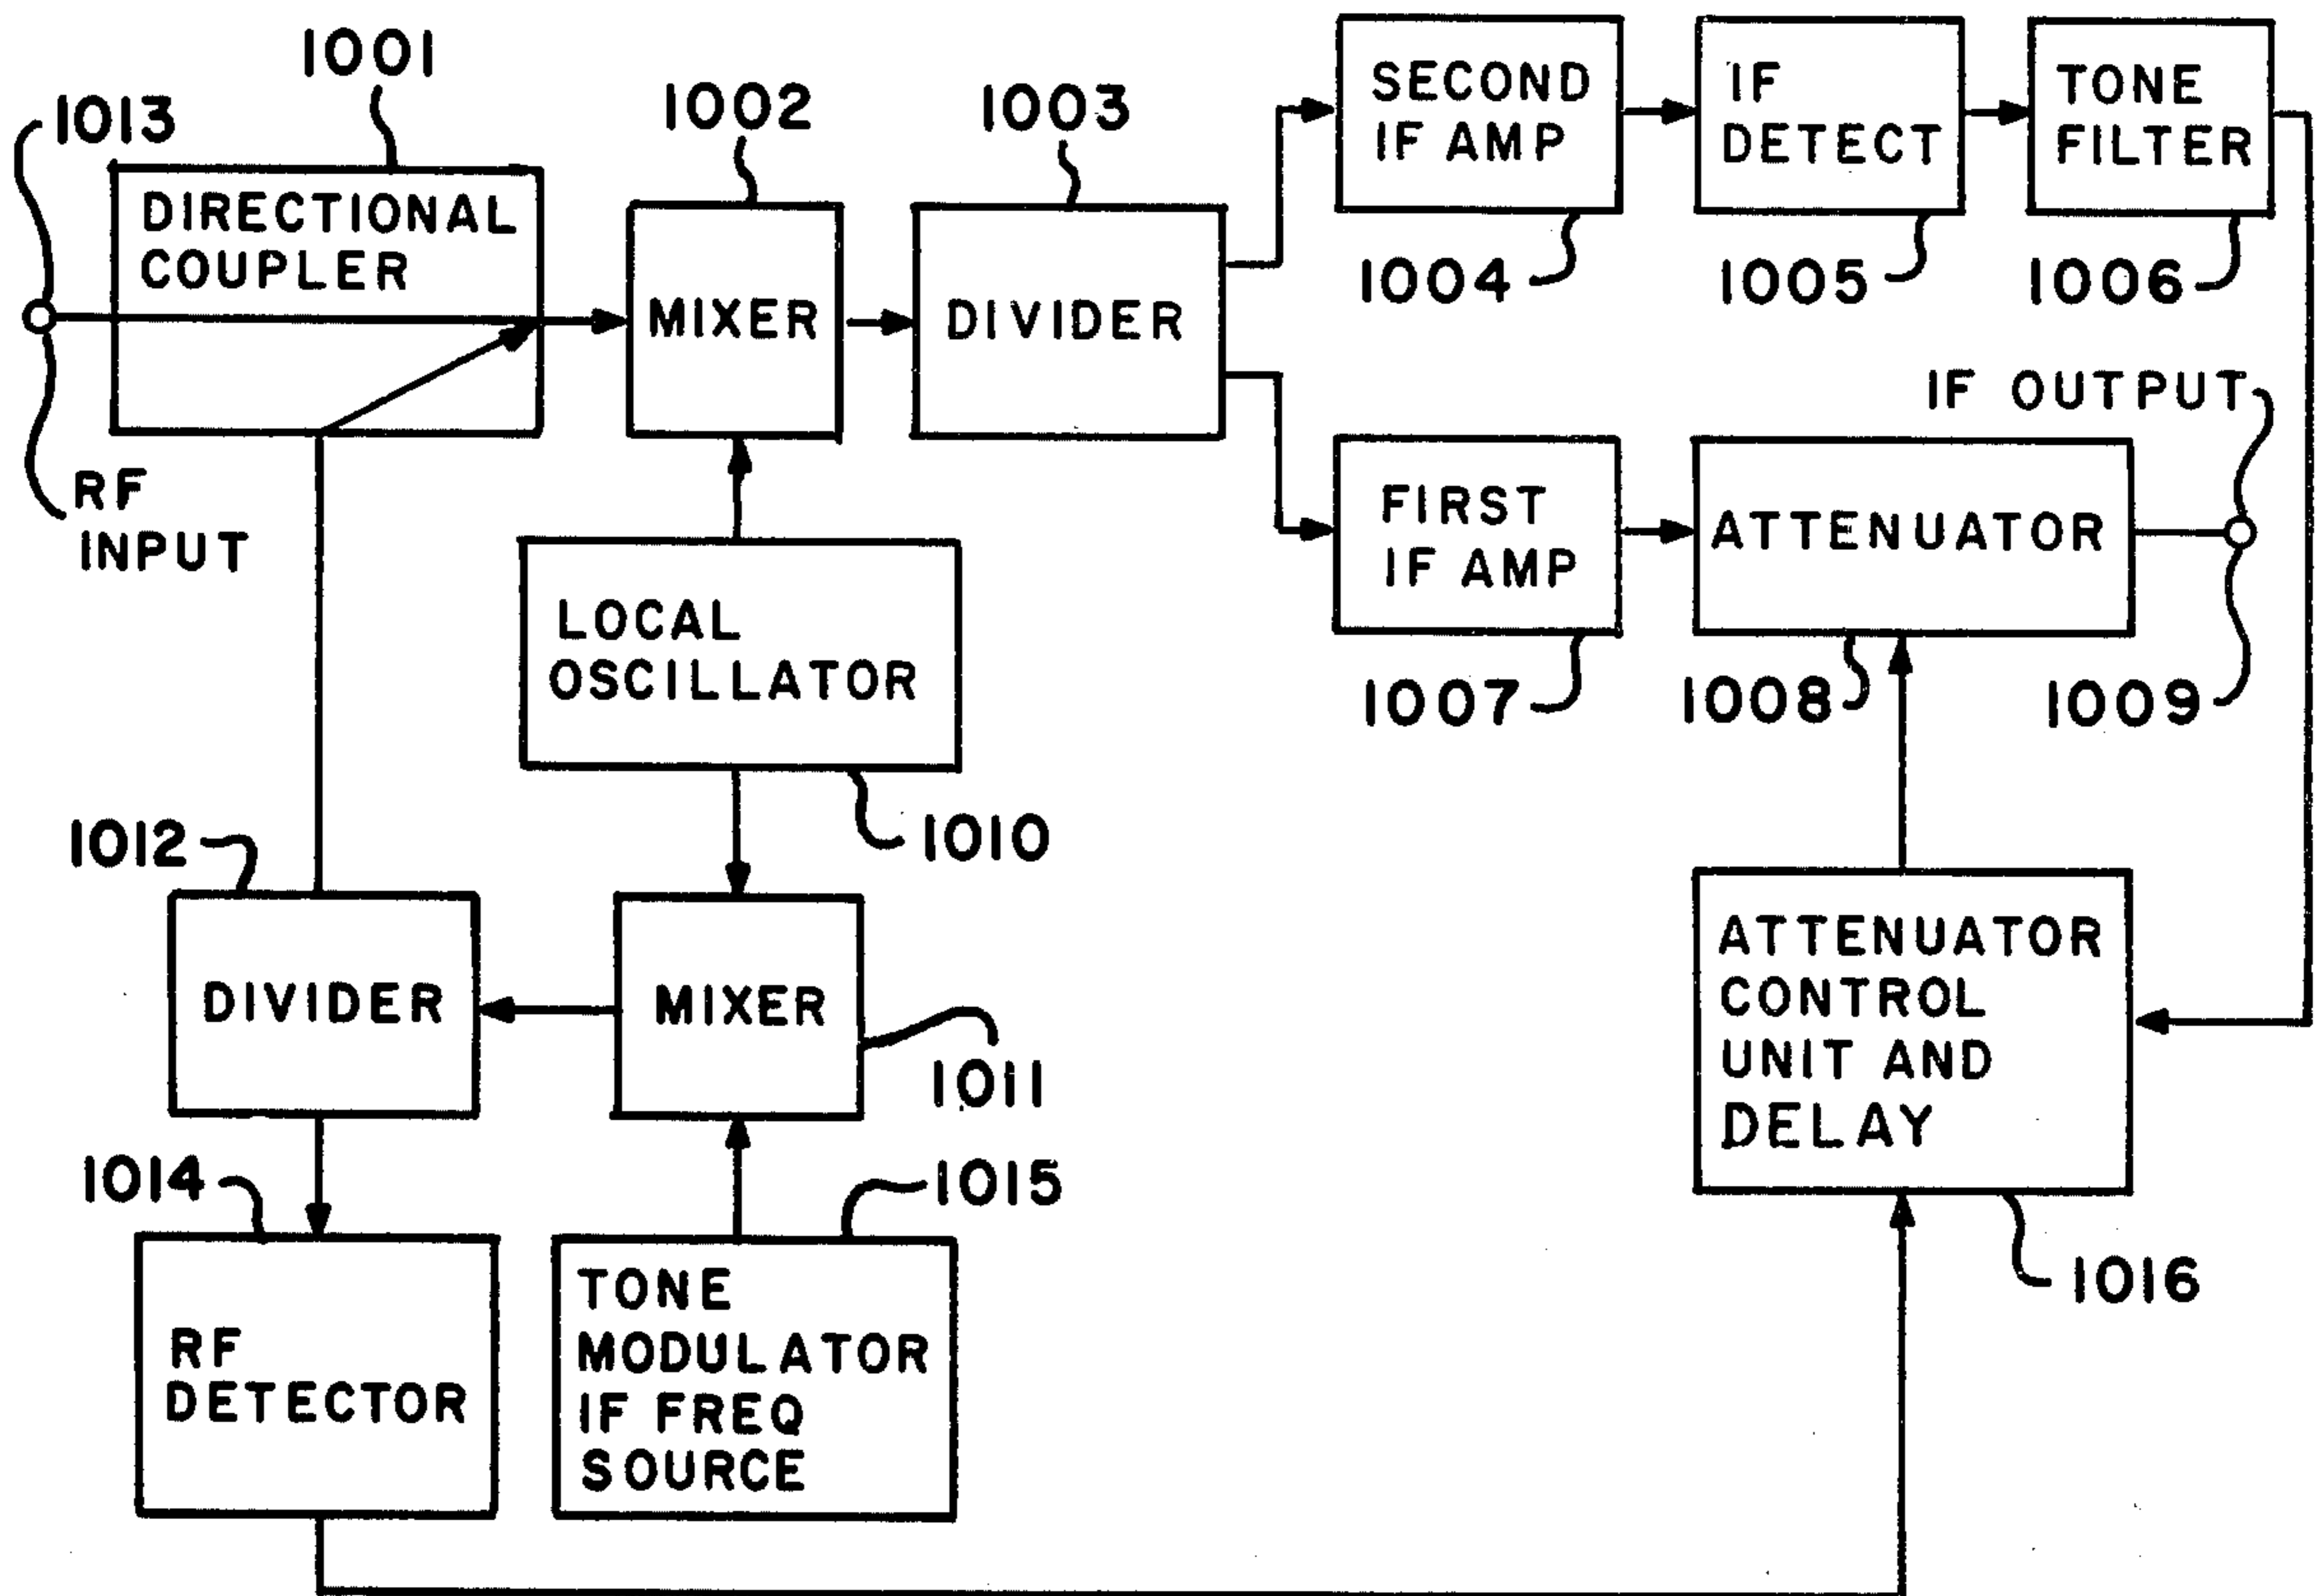 1001
1013
1002
1003
SECOND
IF AMP
IF
DETECT
TONE
FILTER
DIRECTIONAL
COUPLER
1004
1005
1006
MIXER
DIVIDER
IF OUTPUT
RF
INPUT
FIRST
IF AMP
ATTENUATOR
LOCAL
OSCILLATOR
1007
1008
1009
1010
1012
ATTENUATOR
CONTROL
UNIT AND
DELAY
DIVIDER
MIXER
1011
1014
1015
1016
RF
DETECTOR
TONE
MODULATOR
IF FREQ
SOURCE